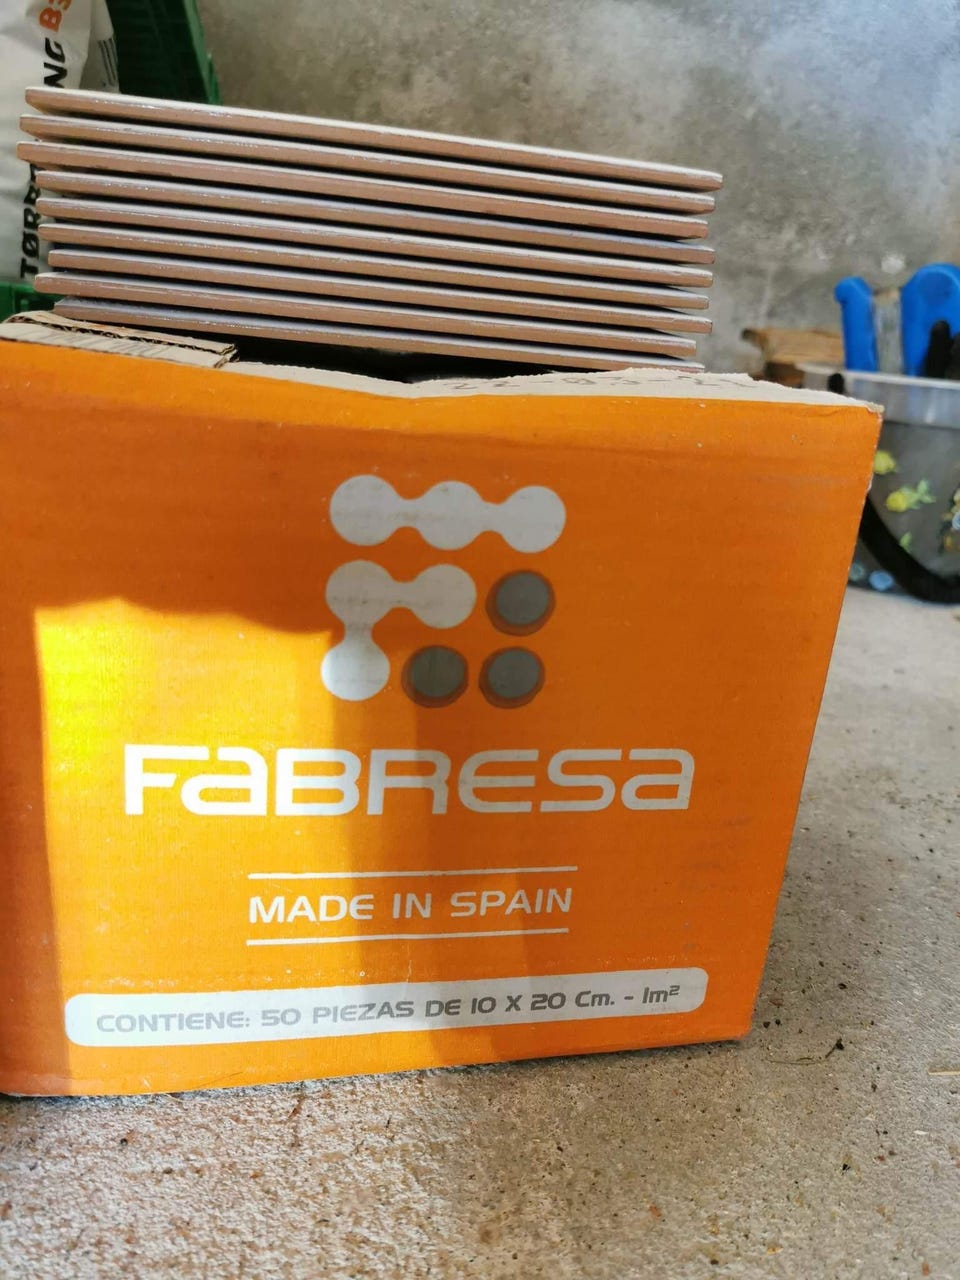 FABRESA
MADE IN SPAIN
CONTIENE: 50 PIEZAS DE 10 X 20 Cm. - 1m²